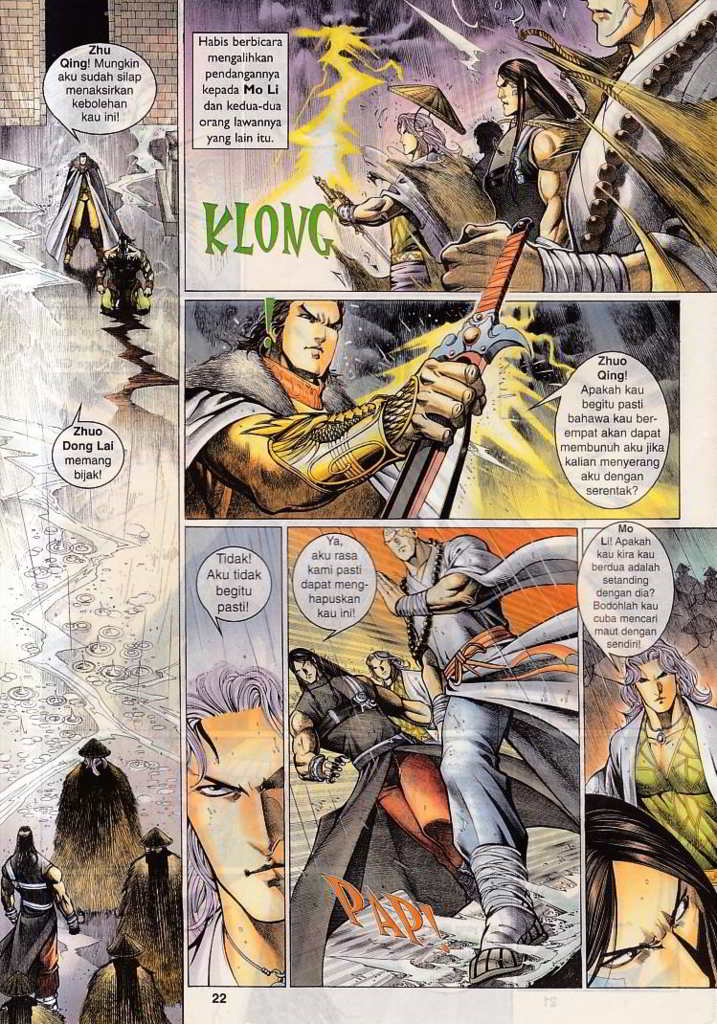 Zhu
Qing! Mungkin
aku sudah silap
menaksirkan
kebolehan
kau ini!
Zhuo
Dong Lai
memang
bijak!
Habis berbicara
mengalihkan
pendangannya
kepada Mo Li
dan kedua-dua
orang lawannya
yang lain itu.
KLONG
!
Zhuo
Qing!
Apakah kau
begitu pasti
bahawa kau ber-
empat akan dapat
membunuh aku jika
kalian menyerang
aku dengan
serentak?
Tidak!
Aku tidak
begitu
pasti!
Ya,
aku rasa
kami pasti
dapat meng-
hapuskan
kau ini!
PAP!
Mo
Li! Apakah
kau kira kau
berdua adalah
setanding
dengan dia?
Bodohlah kau
cuba mencari
maut dengan
sendiri!
22